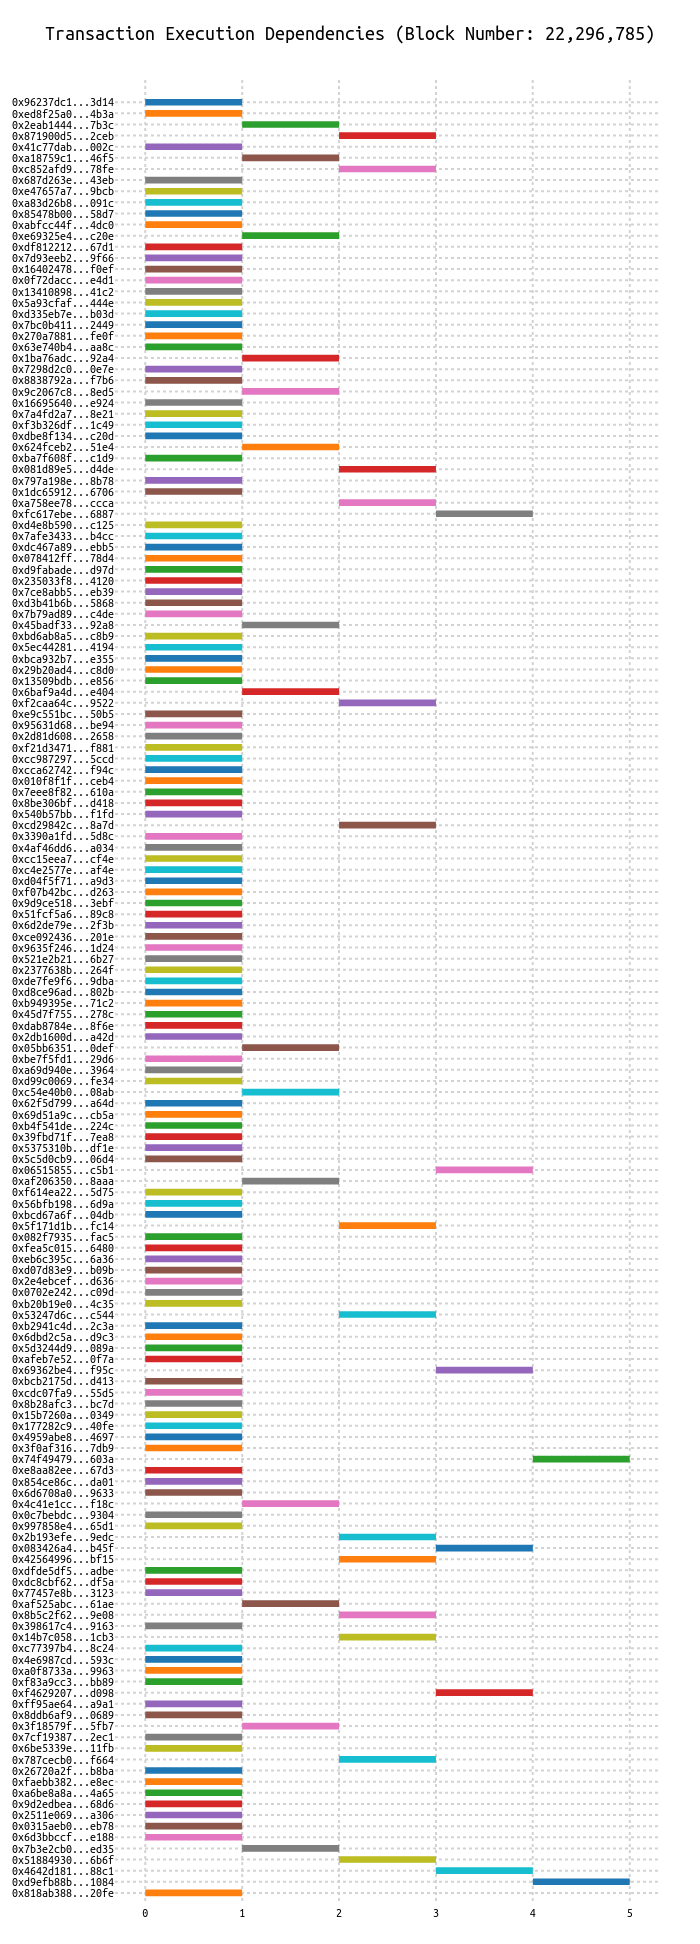 Transaction Execution Dependencies (Block Number: 22,296,785)
0x96237dc1...3d14
0xed8f25a0...4b3a
0x2eab1444...7b3c
0x871900d5...2ceb
0x41c77dab...002c
0xa18759c1...46f5
0xc852afd9...78fe
0x687d263e...43eb
0xe47657a7...9bcb
0xa83d26b8...091c
0x85478b00...58d7
0xabfcc44f...4dc0
0xe69325e4...c20e
0xdf812212...67d1
0x7d93eeb2...9f66
0x16402478...f0ef
0x0f72dacc...e4d1
0x13410898...41c2
0x5a93cfaf...444e
0xd335eb7e...b03d
0x7bc0b411...2449
0x270a7881...fe0f
0x63e740b4...aa8c
0x1ba76adc...92a4
0x7298d2c0...0e7e
0x8838792a...f7b6
0x9c2067c8...8ed5
0x16695640...e924
0x7a4fd2a7...8e21
0xf3b326df...1c49
0xdbe8f134...c20d
0x624fceb2...51e4
0xba7f608f...c1d9
0x081d89e5...d4de
0x797a198e...8b78
0x1dc65912...6706
0xa758ee78...ccca
0xfc617ebe...6887
0xd4e8b590...c125
0x7afe3433...b4cc
0xdc467a89...ebb5
0x078412ff...78d4
0xd9fabade...d97d
0x235033f8...4120
0x7ce8abb5...eb39
0xd3b41b6b...5868
0x7b79ad89...c4de
0x45badf33...92a8
0xbd6ab8a5...c8b9
0x5ec44281...4194
0xbca932b7...e355
0x29b20ad4...c8d0
0x13509bdb...e856
0x6baf9a4d...e404
0xf2caa64c...9522
0xe9c551bc...50b5
0x95631d68...be94
0x2d81d608...2658
0xf21d3471...f881
0xcc987297...5ccd
0xcca62742...f94c
0x010f8f1f...ceb4
0x7eee8f82...610a
0x8be306bf...d418
0x540b57bb...f1fd
0xcd29842c...8a7d
0x3390a1fd...5d8c
0x4af46dd6...a034
0xcc15eea7...cf4e
0xc4e2577e...af4e
0xd04f5f71...a9d3
0xf07b42bc...d263
0x9d9ce518...3ebf
0x51fcf5a6...89c8
0x6d2de79e...2f3b
0xce092436...201e
0x9635f246...1d24
0x521e2b21...6b27
0x2377638b...264f
0xde7fe9f6...9dba
0xd8ce96ad...802b
0xb949395e...71c2
0x45d7f755...278c
0xdab8784e...8f6e
0x2db1600d...a42d
0x05bb6351...0def
0xbe7f5fd1...29d6
0xa69d940e...3964
0xd99c0069...fe34
0xc54e40b0...08ab
0x62f5d799...a64d
0x69d51a9c...cb5a
0xb4f541de...224c
0x39fbd71f...7ea8
0x5375310b...df1e
0x5c5d0cb9...06d4
0x06515855...c5b1
0xaf206350...8aaa
0xf614ea22...5d75
0x56bfb198...6d9a
0xbcd67a6f...04db
0x5f171d1b...fc14
0x082f7935...fac5
0xfea5c015...6480
0xeb6c395c...6a36
0xd07d83e9...b09b
0x2e4ebcef...d636
0x0702e242...c09d
0xb20b19e0...4c35
0x53247d6c...c544
0xb2941c4d...2c3a
0x6dbd2c5a...d9c3
0x5d3244d9...089a
0xafeb7e52...0f7a
0x69362be4...f95c
0xbcb2175d...d413
0xcdc07fa9...55d5
0x8b28afc3...bc7d
0x15b7260a...0349
0x177282c9...40fe
0x4959abe8...4697
0x3f0af316...7db9
0x74f49479...603a
0xe8aa82ee...67d3
0x854ce86c...da01
0x6d6708a0...9633
0x4c41e1cc...f18c
0x0c7bebdc...9304
0x997858e4...65d1
0x2b193efe...9edc
0x083426a4...b45f
0x42564996...bf15
0xdfde5df5...adbe
0xdc8cbf62...df5a
0x77457e8b...3123
0xaf525abc...61ae
0x8b5c2f62...9e08
0x398617c4...9163
0x14b7c058...1cb3
0xc77397b4...8c24
0x4e6987cd...593c
0xa0f8733a...9963
0xf83a9cc3...bb89
0xf4629207...d098
0xff95ae64...a9a1
0x8ddb6af9...0689
0x3f18579f...5fb7
0x7cf19387...2ec1
0x6be5339e...11fb
0x787cecb0...f664
0x26720a2f...b8ba
0xfaebb382...e8ec
0xa6be8a8a...4a65
0x9d2edbea...68d6
0x2511e069...a306
0x0315aeb0...eb78
0x6d3bbccf...e188
0x7b3e2cb0...ed35
0x51884930...6b6f
0x4642d181...88c1
0xd9efb88b...1084
0x818ab388...20fe
0 1 2 3 4 5